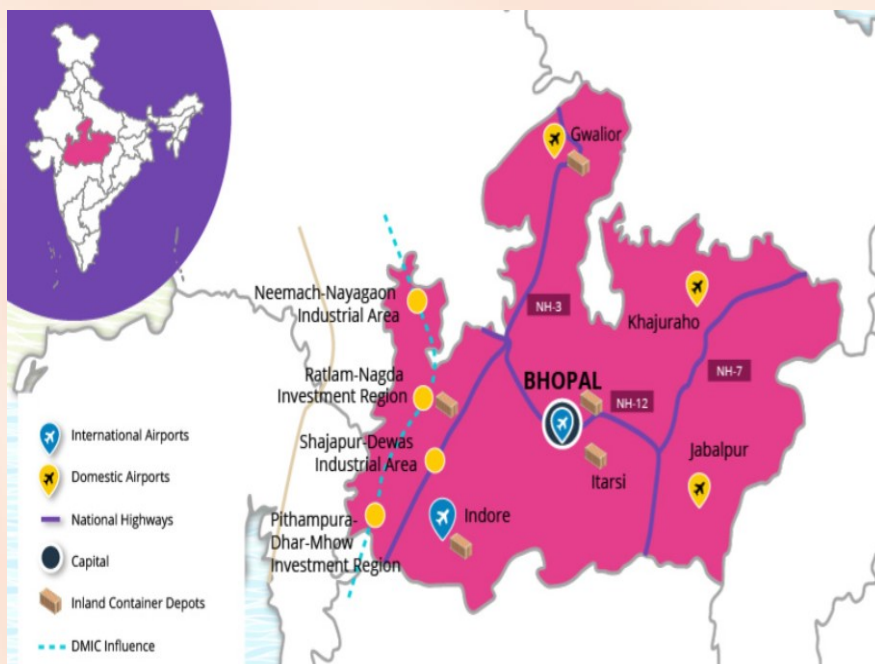 Gwalior
Neemach-Nayagaon
Industrial Area
NH-3
Khajuraho
Ratlam-Nagda
Investment Region
BHOPAL
NH-7
NH-12
Shajapur-Dewas
Industrial Area
Jabalpur
Itarsi
Pithampura-
Dhar-Mhow
Investment Region
Indore
International Airports
Domestic Airports
National Highways
Capital
Inland Container Depots
DMIC Influence